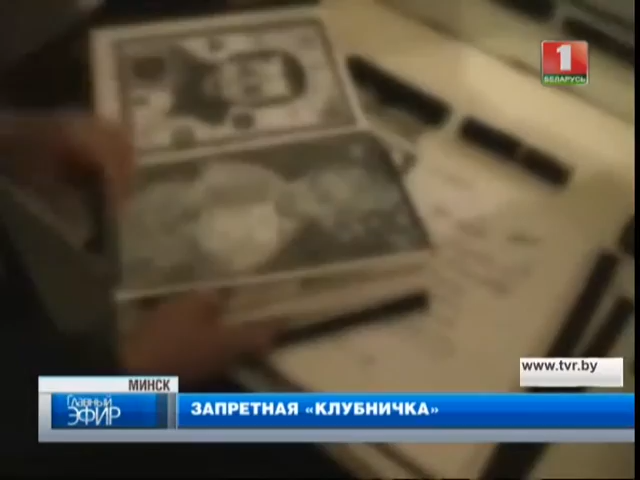 1
БЕЛАРУСЬ
www.tvr.by
МИНСК
Главный
ЭФИР
ЗАПРЕТНАЯ «КЛУБНИЧКА»